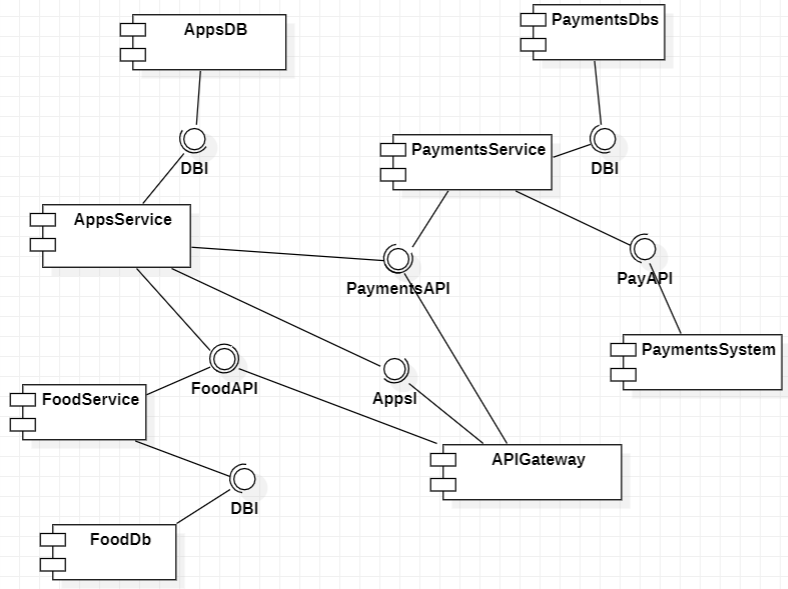 AppsDB
PaymentsDbs
DBI
PaymentsService
DBI
AppsService
PaymentsAPI
PayAPI
PaymentsSystem
FoodAPI
AppsI
FoodService
APIGateway
DBI
FoodDb